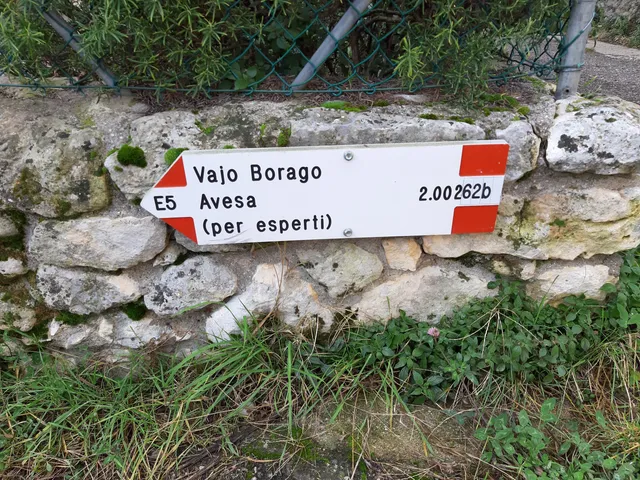 Vajo Borago
E5 Avesa 2.00262b
(per esperti)